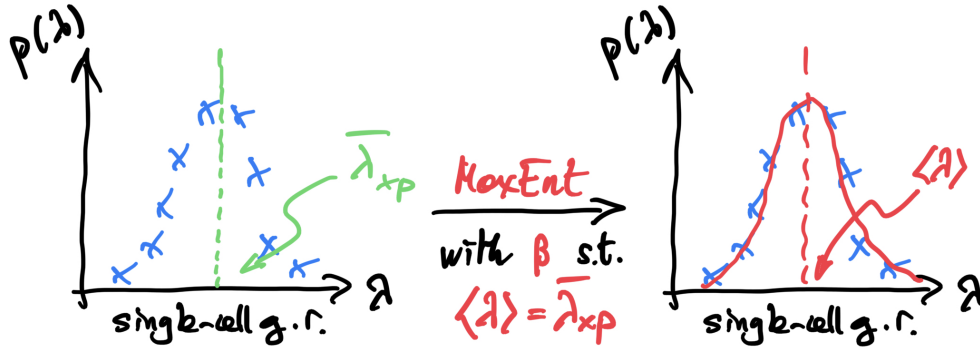 p(λ)
λ̄xp
λ
single-cell g.r.
MaxEnt
with β s.t.
⟨λ⟩ = λ̄xp
p(λ)
⟨λ⟩
λ
single-cell g.r.